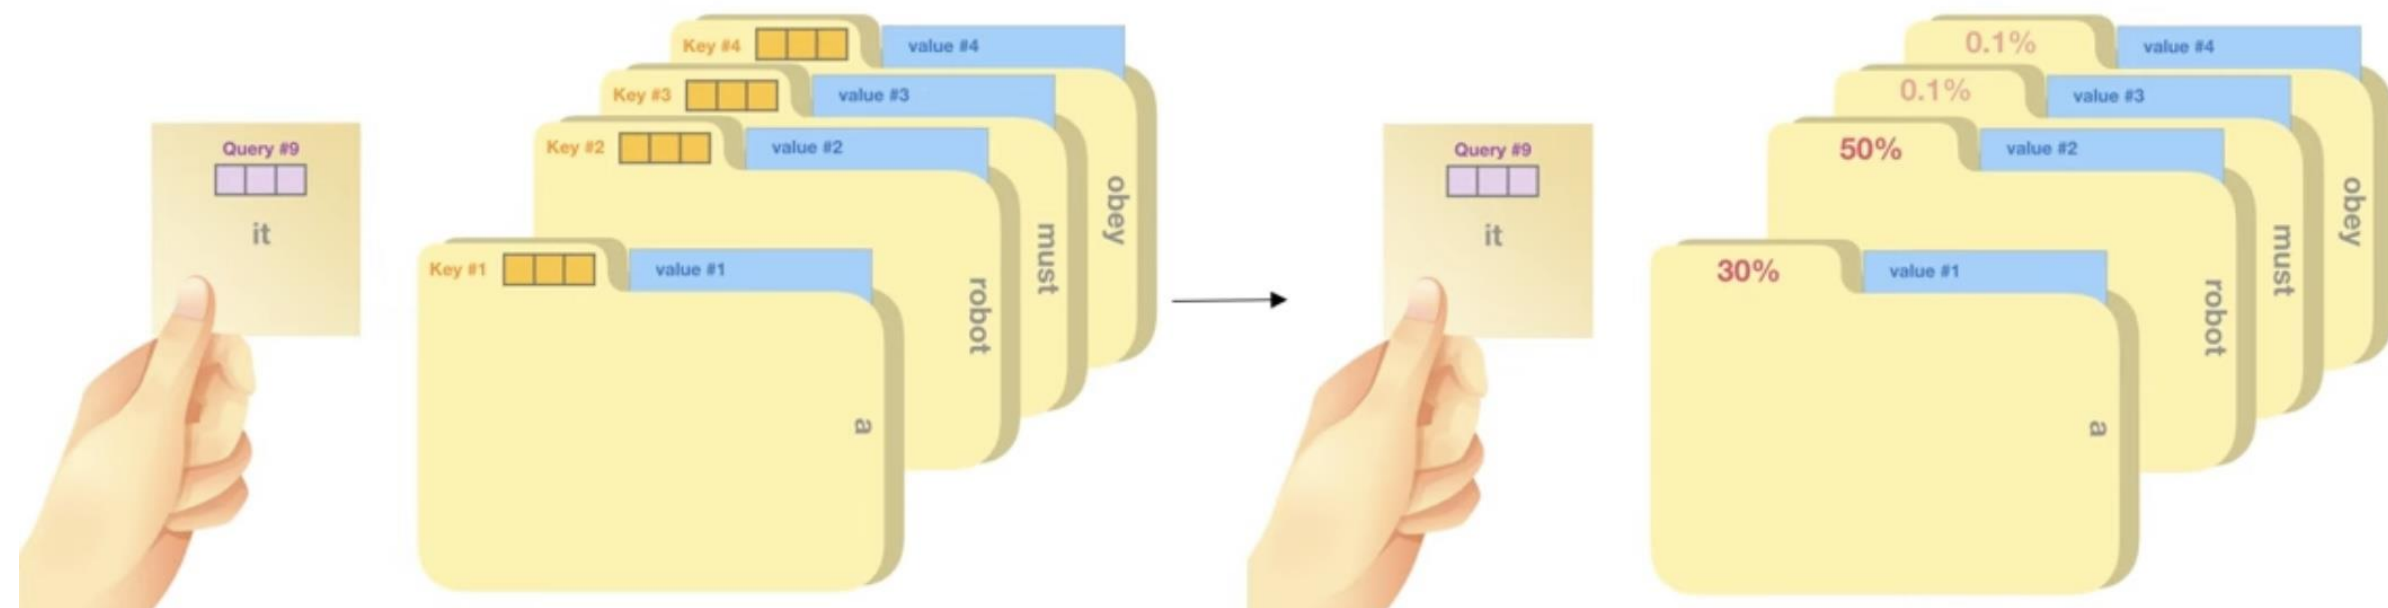 Query #9
it
Key #4 value #4
Key #3 value #3
Key #2 value #2
Key #1 value #1
obey
must
robot
a
Query #9
it
0.1% value #4
0.1% value #3
50% value #2
30% value #1
obey
must
robot
a